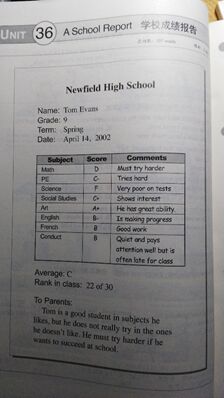 UNIT 36 A School Report 学校成绩报告
Newfield High School
Name: Tom Evans
Grade: 9
Term: Spring
Date: April 14, 2002
Subject Score Comments
Math D Must try harder
PE C- Tries hard
Science F Very poor on tests
Social Studies C+ Shows interest
Art A+ He has great ability.
English B- Is making progress
French B Good work
Conduct B Quiet and pays
attention well but is
often late for class
Average: C
Rank in class: 22 of 30
To Parents:
Tom is a good student in subjects he
likes, but he does not really try in the ones
he doesn't like. He must try harder if he
wants to succeed at school.